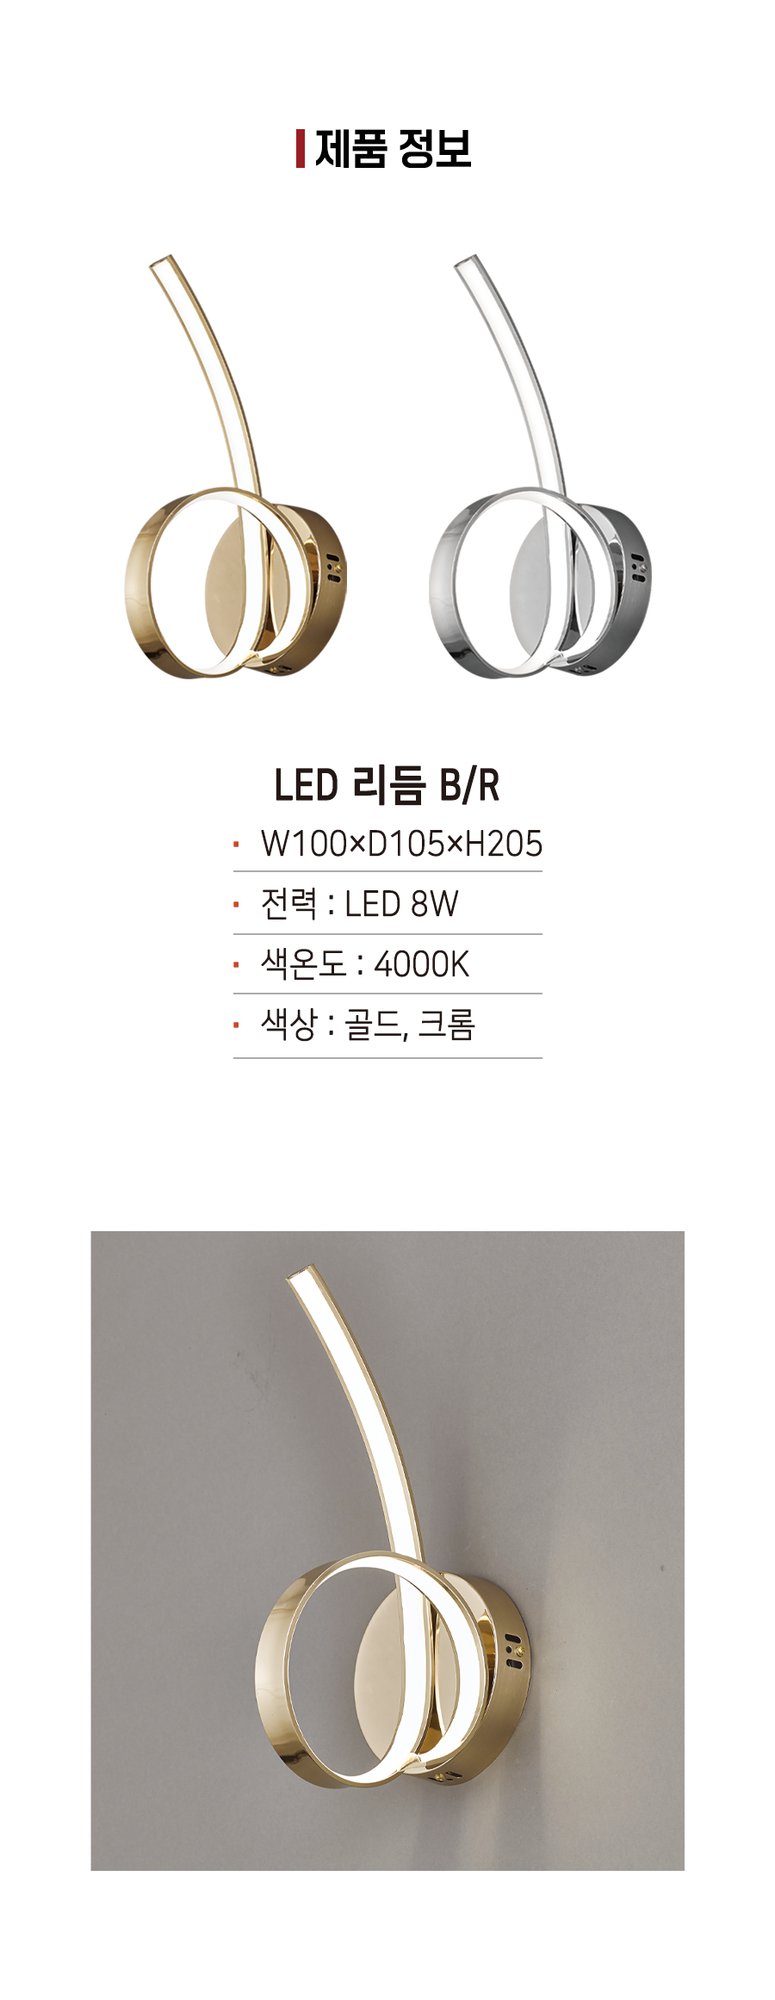 제품 정보
LED 리듬 B/R
W100×D105×H205
전력 : LED 8W
색온도 : 4000K
색상 : 골드, 크롬